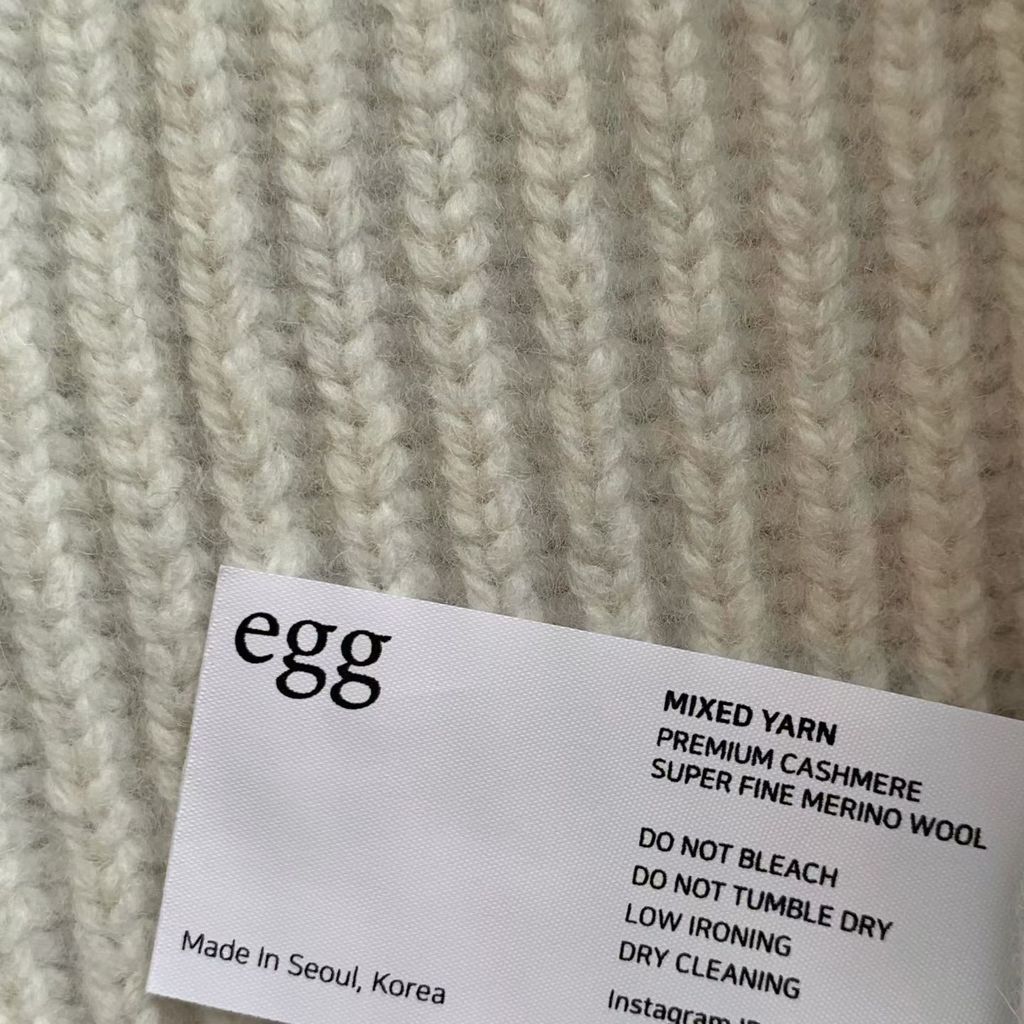 egg
MIXED YARN
PREMIUM CASHMERE
SUPER FINE MERINO WOOL
DO NOT BLEACH
DO NOT TUMBLE DRY
LOW IRONING
DRY CLEANING
Made In Seoul, Korea
Instagram